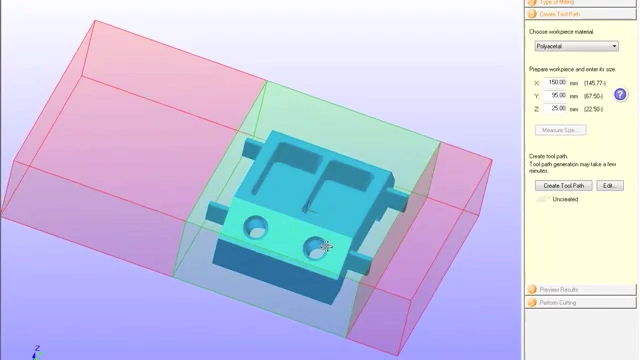 Type of Milling
Create Tool Path
Choose workpiece material.
Polyacetal
Prepare workpiece and enter its size.
X: 150.00 mm (145.77-)
Y: 95.00 mm (67.50-)
Z: 25.00 mm (22.50-)
Measure Size...
Create tool path.
Tool path generation may take a few
minutes.
Create Tool Path Edit...
Uncreated
Preview Results
Perform Cutting
Z